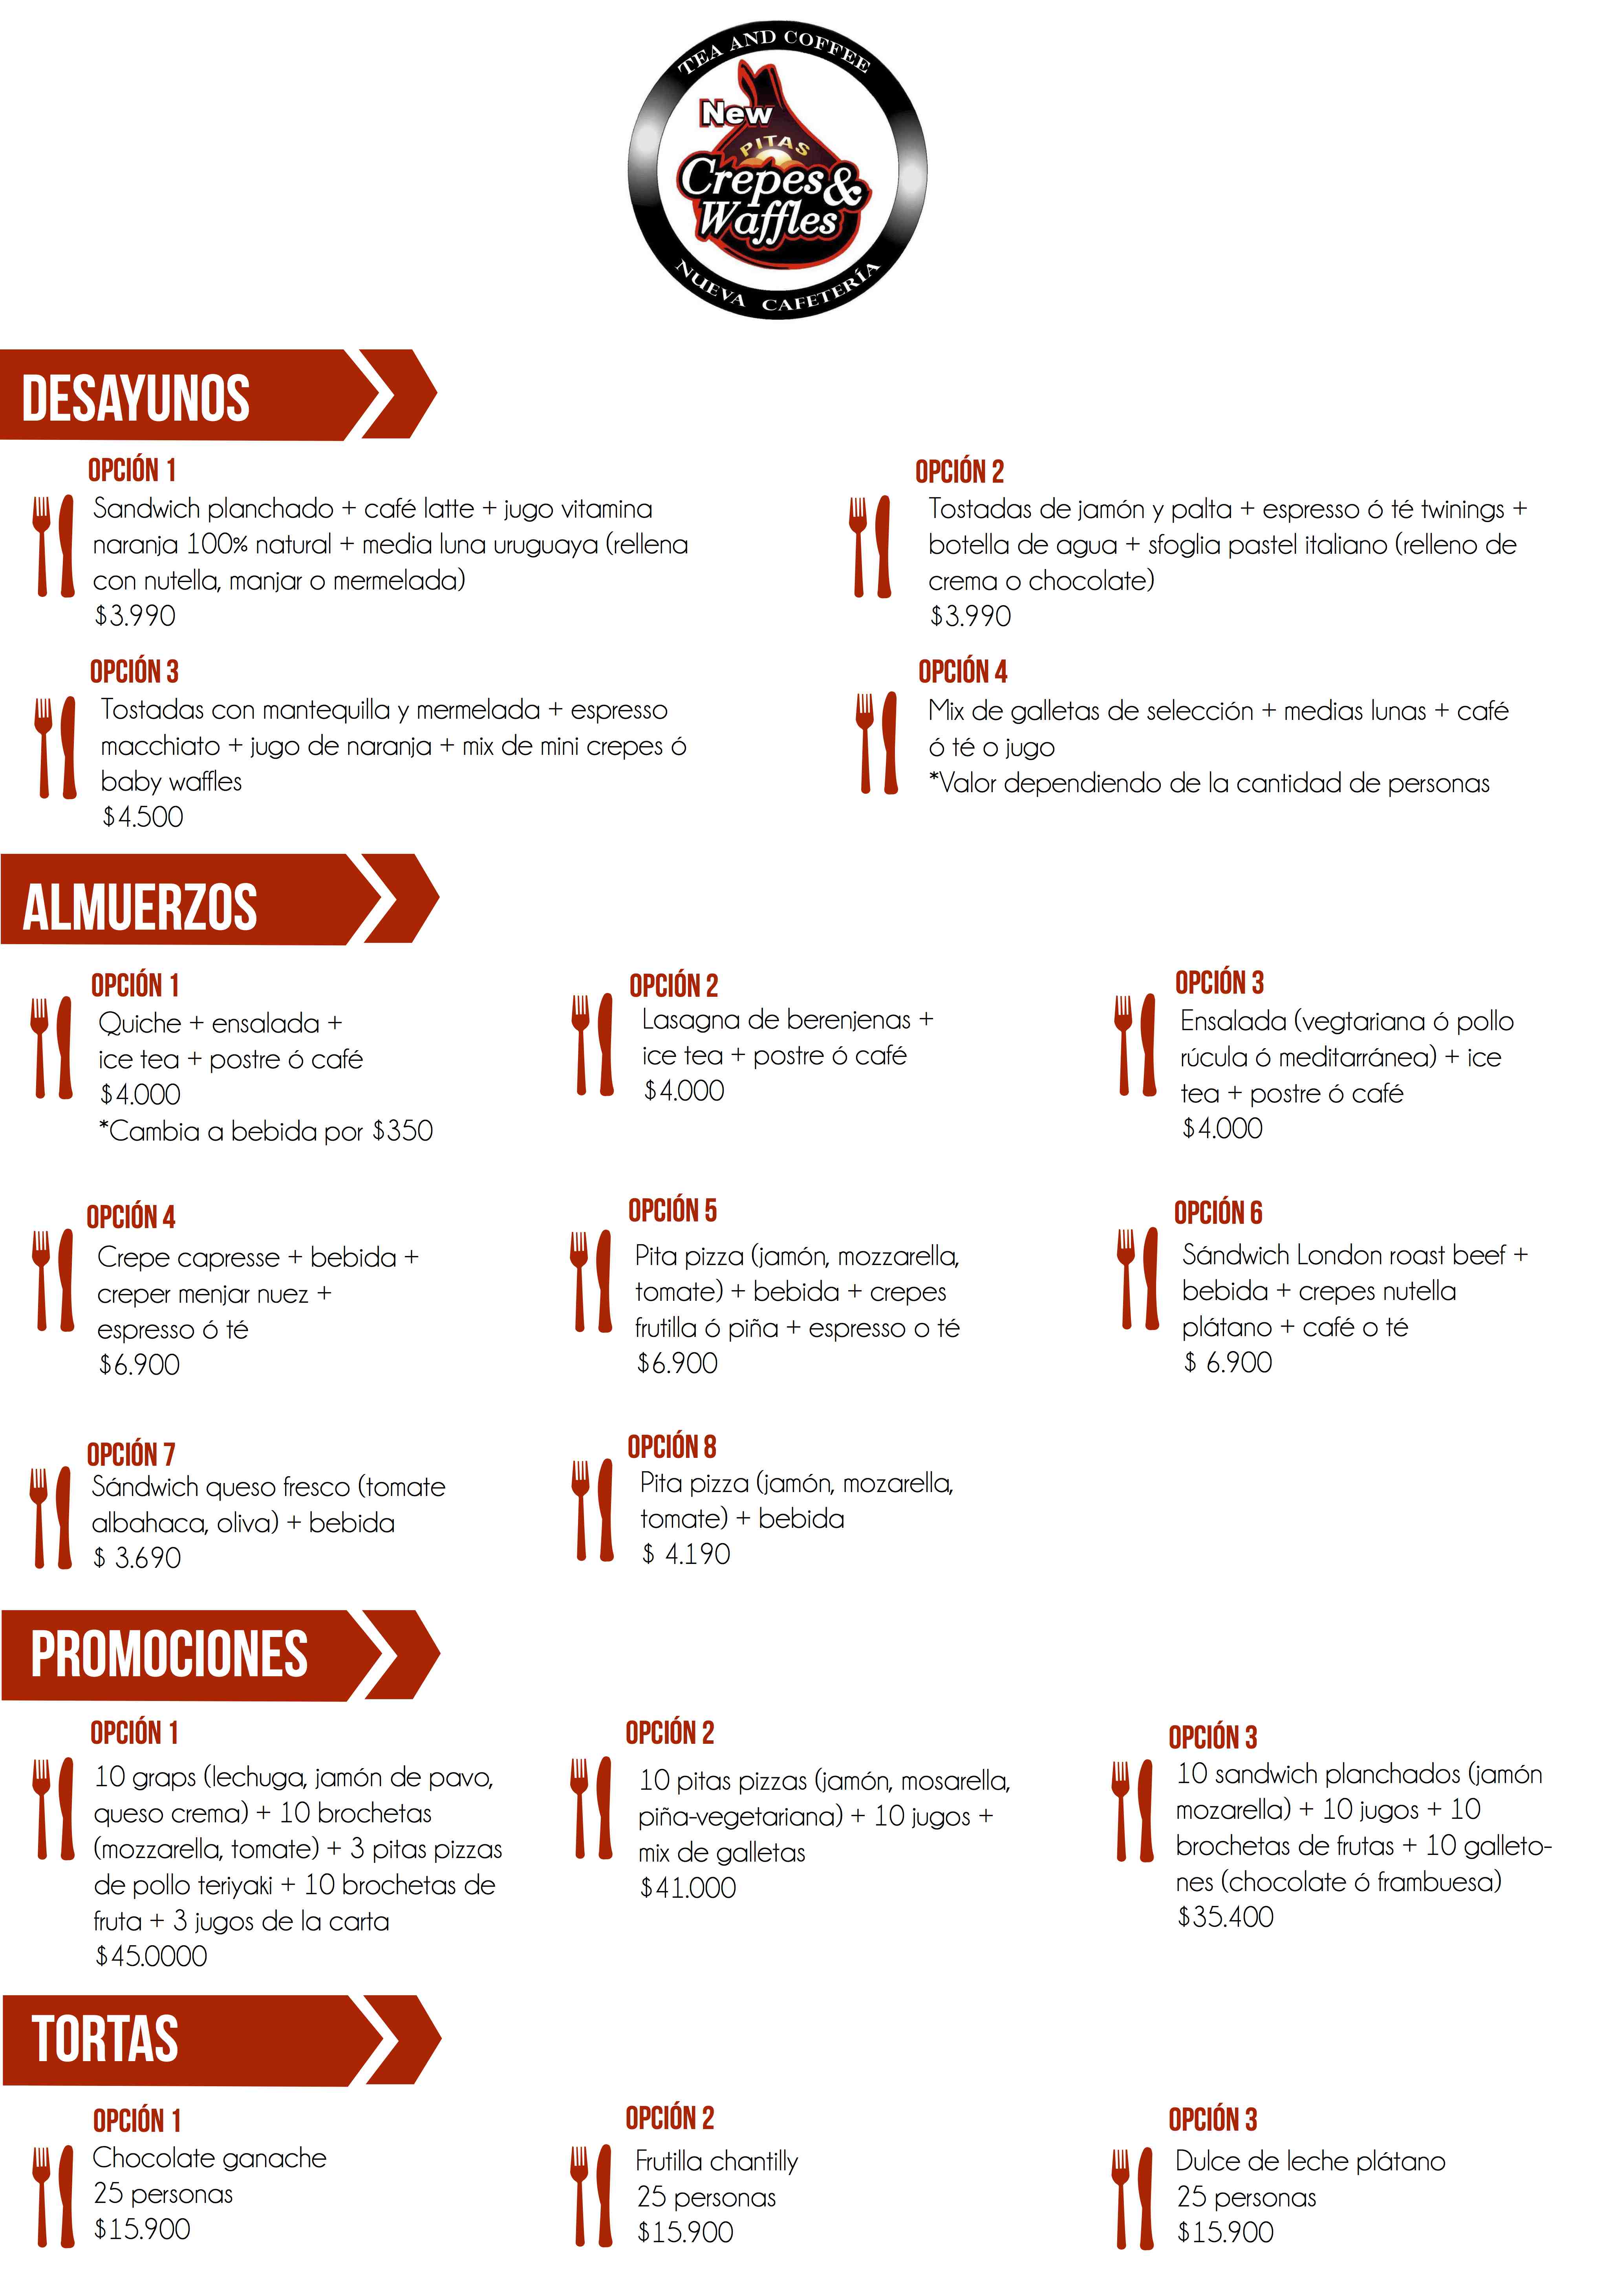 TEA AND COFFEE
New
PITAS
Crepes &
Waffles
NUEVA CAFETERÍA
DESAYUNOS
OPCIÓN 1
Sandwich planchado + café latte + jugo vitamina
naranja 100% natural + media luna uruguaya (rellena
con nutella, manjar o mermelada)
$3.990
OPCIÓN 2
Tostadas de jamón y palta + espresso ó té twinings +
botella de agua + sfoglia pastel italiano (relleno de
crema o chocolate)
$3.990
OPCIÓN 3
Tostadas con mantequilla y mermelada + espresso
macchiato + jugo de naranja + mix de mini crepes ó
baby waffles
$4.500
OPCIÓN 4
Mix de galletas de selección + medias lunas + café
ó té o jugo
*Valor dependiendo de la cantidad de personas
ALMUERZOS
OPCIÓN 1
Quiche + ensalada +
ice tea + postre ó café
$4.000
*Cambia a bebida por $350
OPCIÓN 2
Lasagna de berenjenas +
ice tea + postre ó café
$4.000
OPCIÓN 3
Ensalada (vegtariana ó pollo
rúcula ó meditarránea) + ice
tea + postre ó café
$4.000
OPCIÓN 4
Crepe capresse + bebida +
creper menjar nuez +
espresso ó té
$6.900
OPCIÓN 5
Pita pizza (jamón, mozzarella,
tomate) + bebida + crepes
frutilla ó piña + espresso o té
$6.900
OPCIÓN 6
Sándwich London roast beef +
bebida + crepes nutella
plátano + café o té
$ 6.900
OPCIÓN 7
Sándwich queso fresco (tomate
albahaca, oliva) + bebida
$ 3.690
OPCIÓN 8
Pita pizza (jamón, mozarella,
tomate) + bebida
$ 4.190
PROMOCIONES
OPCIÓN 1
10 graps (lechuga, jamón de pavo,
queso crema) + 10 brochetas
(mozzarella, tomate) + 3 pitas pizzas
de pollo teriyaki + 10 brochetas de
fruta + 3 jugos de la carta
$45.0000
OPCIÓN 2
10 pitas pizzas (jamón, mosarella,
piña-vegetariana) + 10 jugos +
mix de galletas
$41.000
OPCIÓN 3
10 sandwich planchados (jamón
mozarella) + 10 jugos + 10
brochetas de frutas + 10 galleto-
nes (chocolate ó frambuesa)
$35.400
TORTAS
OPCIÓN 1
Chocolate ganache
25 personas
$15.900
OPCIÓN 2
Frutilla chantilly
25 personas
$15.900
OPCIÓN 3
Dulce de leche plátano
25 personas
$15.900